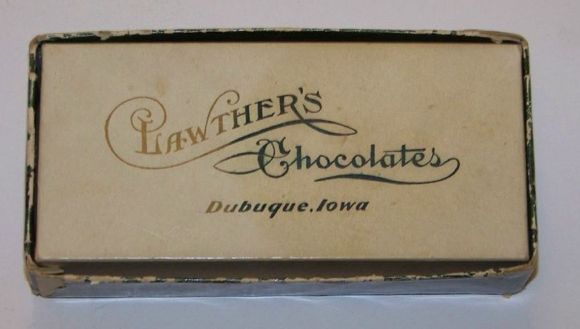 LAWTHER'S
Chocolates
Dubuque, Iowa